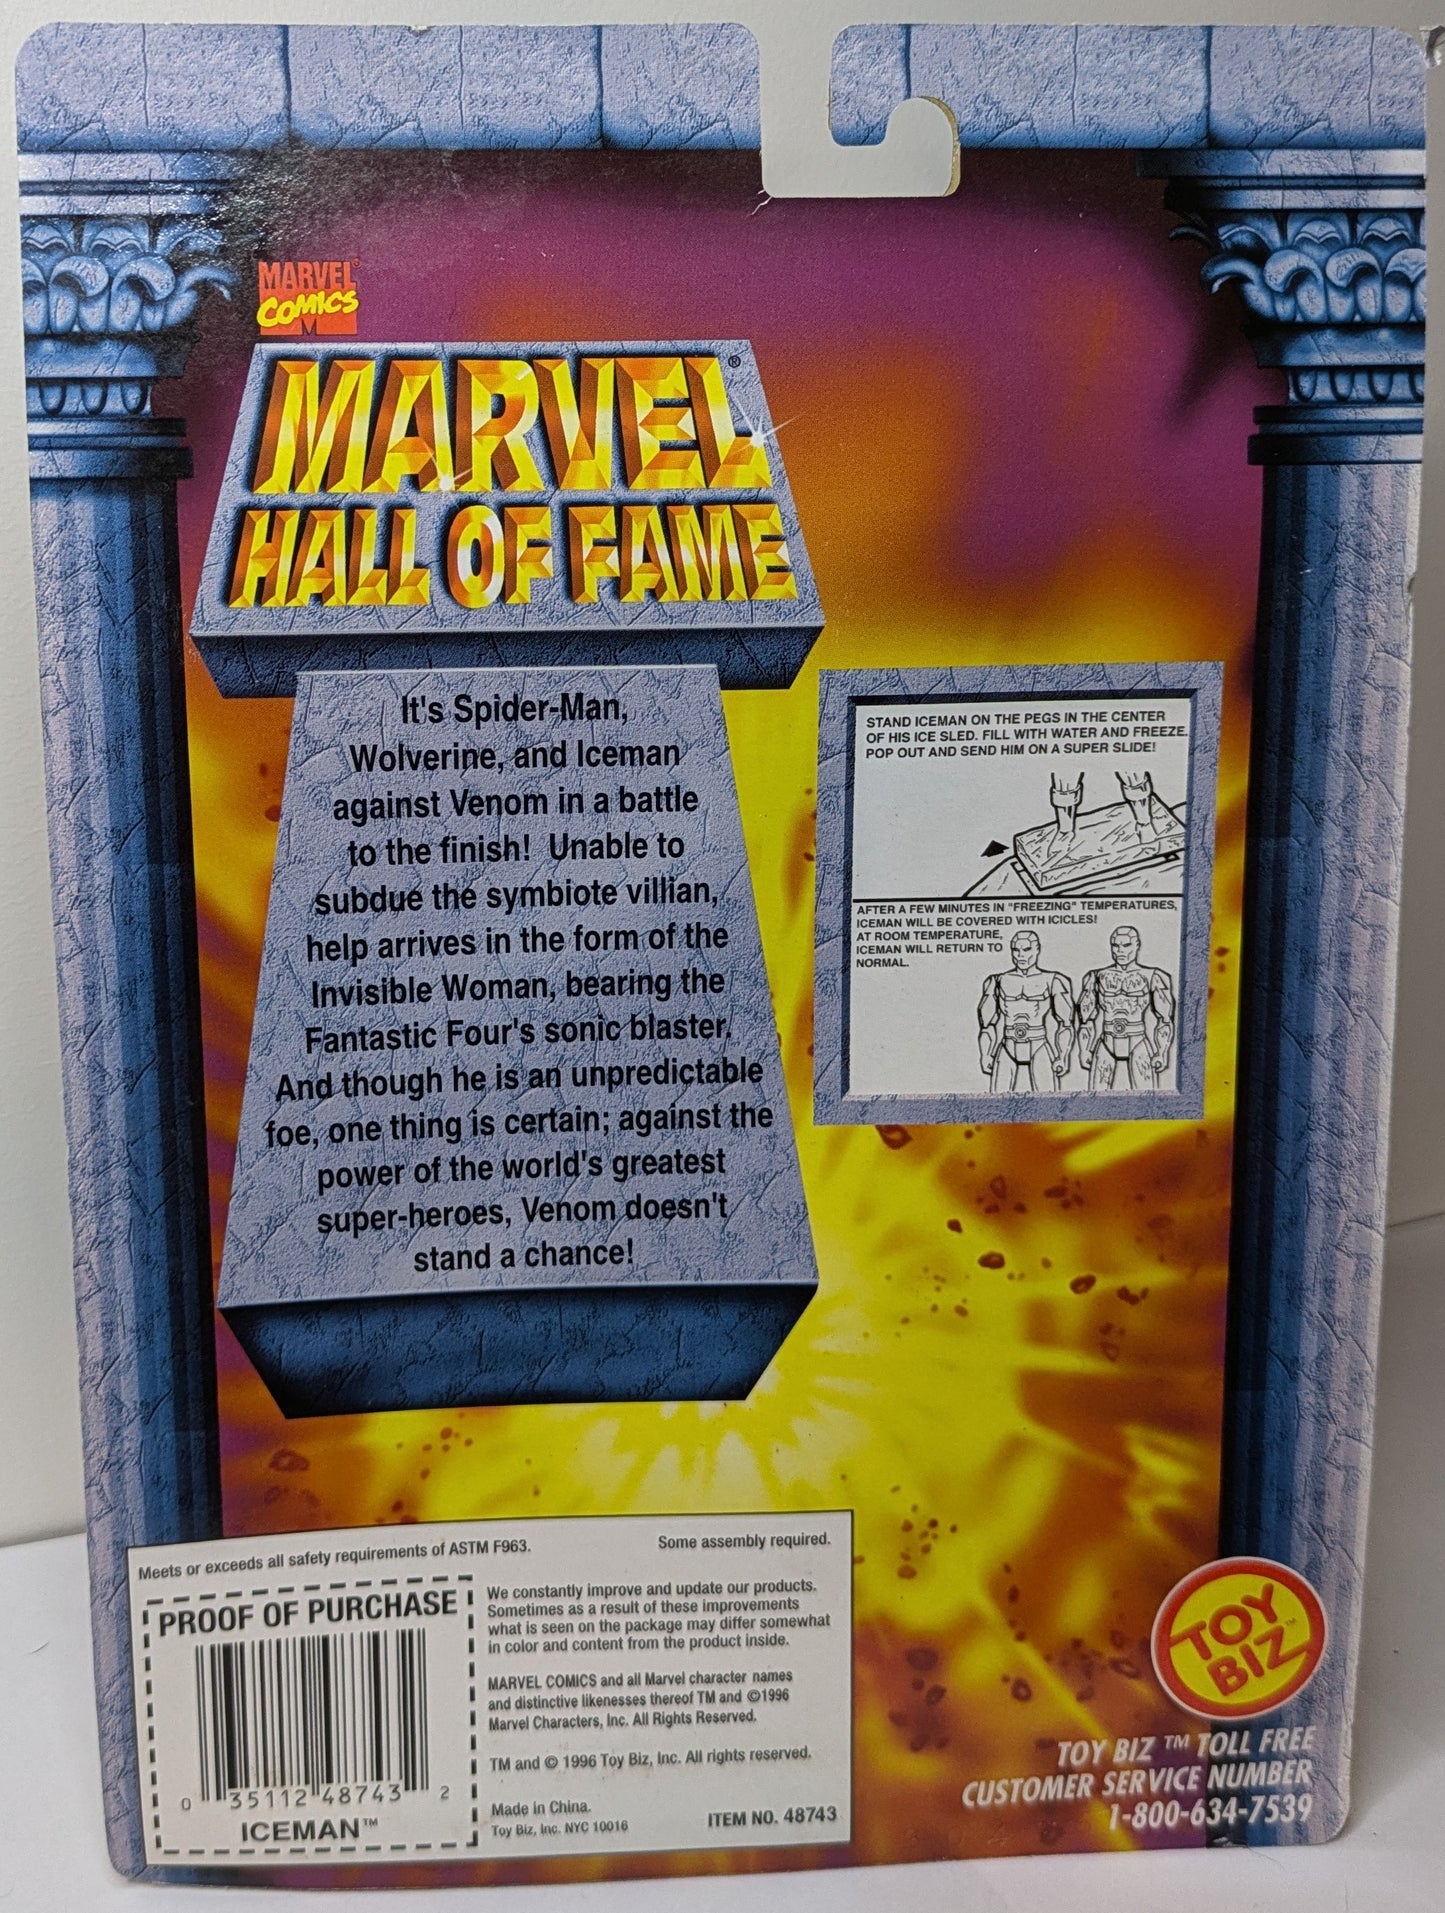 MARVEL
COMICS
M
MARVEL®
HALL OF FAME
It's Spider-Man,
Wolverine, and Iceman
against Venom in a battle
to the finish! Unable to
subdue the symbiote villian,
help arrives in the form of the
Invisible Woman, bearing the
Fantastic Four's sonic blaster.
And though he is an unpredictable
foe, one thing is certain; against the
power of the world's greatest
super-heroes, Venom doesn't
stand a chance!
STAND ICEMAN ON THE PEGS IN THE CENTER
OF HIS ICE SLED. FILL WITH WATER AND FREEZE.
POP OUT AND SEND HIM ON A SUPER SLIDE!
AFTER A FEW MINUTES IN "FREEZING" TEMPERATURES,
ICEMAN WILL BE COVERED WITH ICICLES!
AT ROOM TEMPERATURE,
ICEMAN WILL RETURN TO
NORMAL.
Meets or exceeds all safety requirements of ASTM F963.
Some assembly required.
PROOF OF PURCHASE
0 35112 48743 2
ICEMAN™
We constantly improve and update our products.
Sometimes as a result of these improvements
what is seen on the package may differ somewhat
in color and content from the product inside.
MARVEL COMICS and all Marvel character names
and distinctive likenesses thereof TM and ©1996
Marvel Characters, Inc. All Rights Reserved.
TM and © 1996 Toy Biz, Inc. All rights reserved.
Made in China.
Toy Biz, Inc. NYC 10016
ITEM NO. 48743
TOY
BIZ™
TOY BIZ ™ TOLL FREE
CUSTOMER SERVICE NUMBER
1-800-634-7539